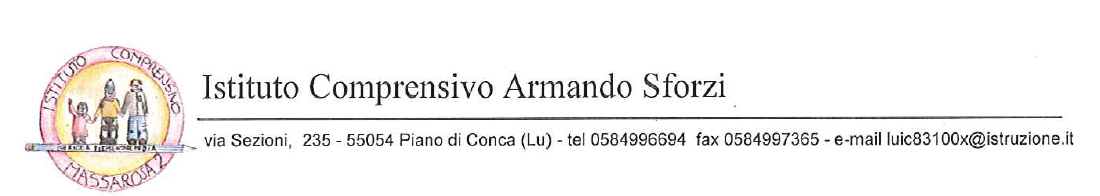 ISTITUTO COMPRENSIVO
MASSAROSA 2
Istituto Comprensivo Armando Sforzi
via Sezioni, 235 - 55054 Piano di Conca (Lu) - tel 0584996694 fax 0584997365 - e-mail luic83100x@istruzione.it